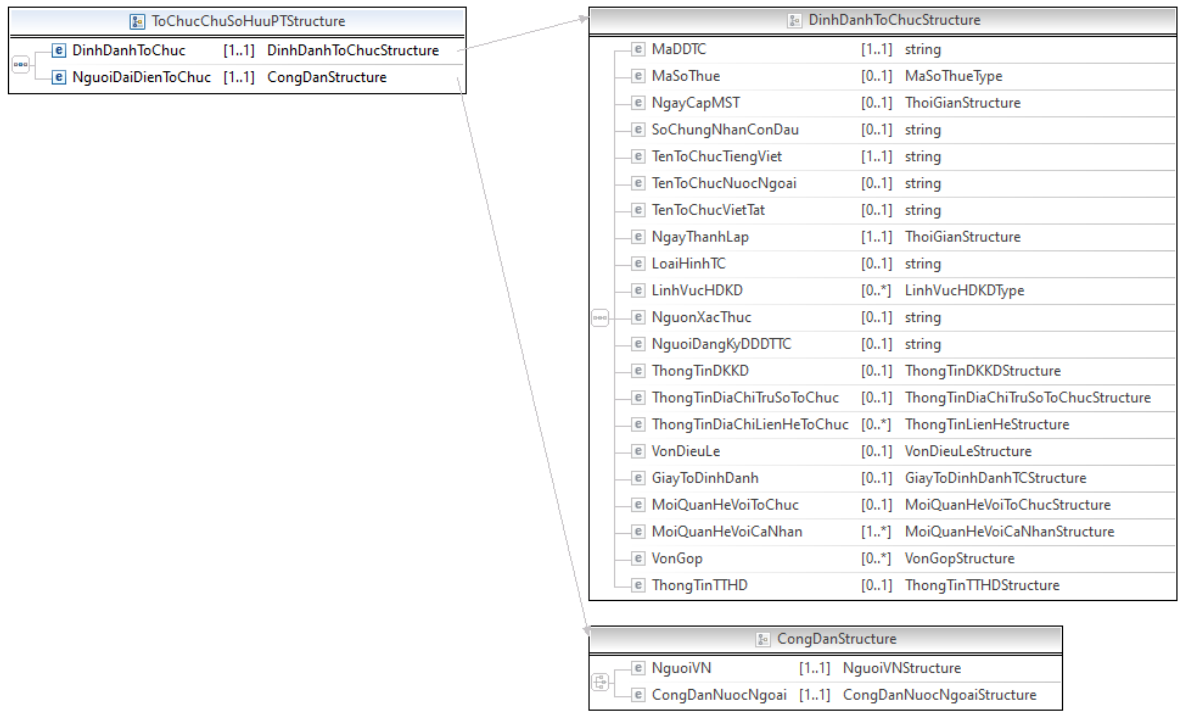 ToChucChuSoHuuPTStructure
e DinhDanhToChuc [1..1] DinhDanhToChucStructure
e NguoiDaiDienToChuc [1..1] CongDanStructure
DinhDanhToChucStructure
e MaDDTC [1..1] string
e MaSoThue [0..1] MaSoThueType
e NgayCapMST [0..1] ThoiGianStructure
e SoChungNhanConDau [0..1] string
e TenToChucTiengViet [1..1] string
e TenToChucNuocNgoai [0..1] string
e TenToChucVietTat [0..1] string
e NgayThanhLap [1..1] ThoiGianStructure
e LoaiHinhTC [0..1] string
e LinhVucHDKD [0..*] LinhVucHDKDType
e NguonXacThuc [0..1] string
e NguoiDangKyDDDTTC [0..1] string
e ThongTinDKKD [0..1] ThongTinDKKDStructure
e ThongTinDiaChiTruSoToChuc [0..1] ThongTinDiaChiTruSoToChucStructure
e ThongTinDiaChiLienHeToChuc [0..*] ThongTinLienHeStructure
e VonDieuLe [0..1] VonDieuLeStructure
e GiayToDinhDanh [0..1] GiayToDinhDanhTCStructure
e MoiQuanHeVoiToChuc [0..1] MoiQuanHeVoiToChucStructure
e MoiQuanHeVoiCaNhan [1..*] MoiQuanHeVoiCaNhanStructure
e VonGop [0..*] VonGopStructure
e ThongTinTTHD [0..1] ThongTinTTHDStructure
CongDanStructure
e NguoiVN [1..1] NguoiVNStructure
e CongDanNuocNgoai [1..1] CongDanNuocNgoaiStructure